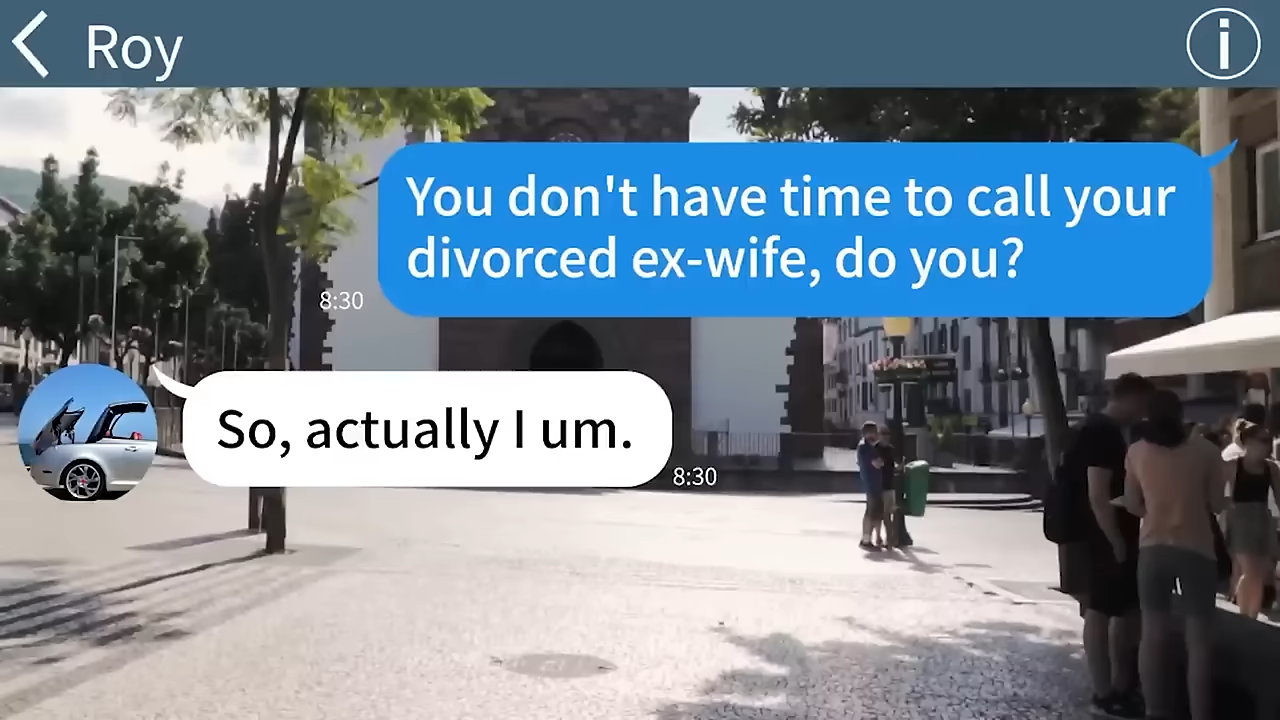 Roy
You don't have time to call your
divorced ex-wife, do you?
8:30
So, actually I um.
8:30